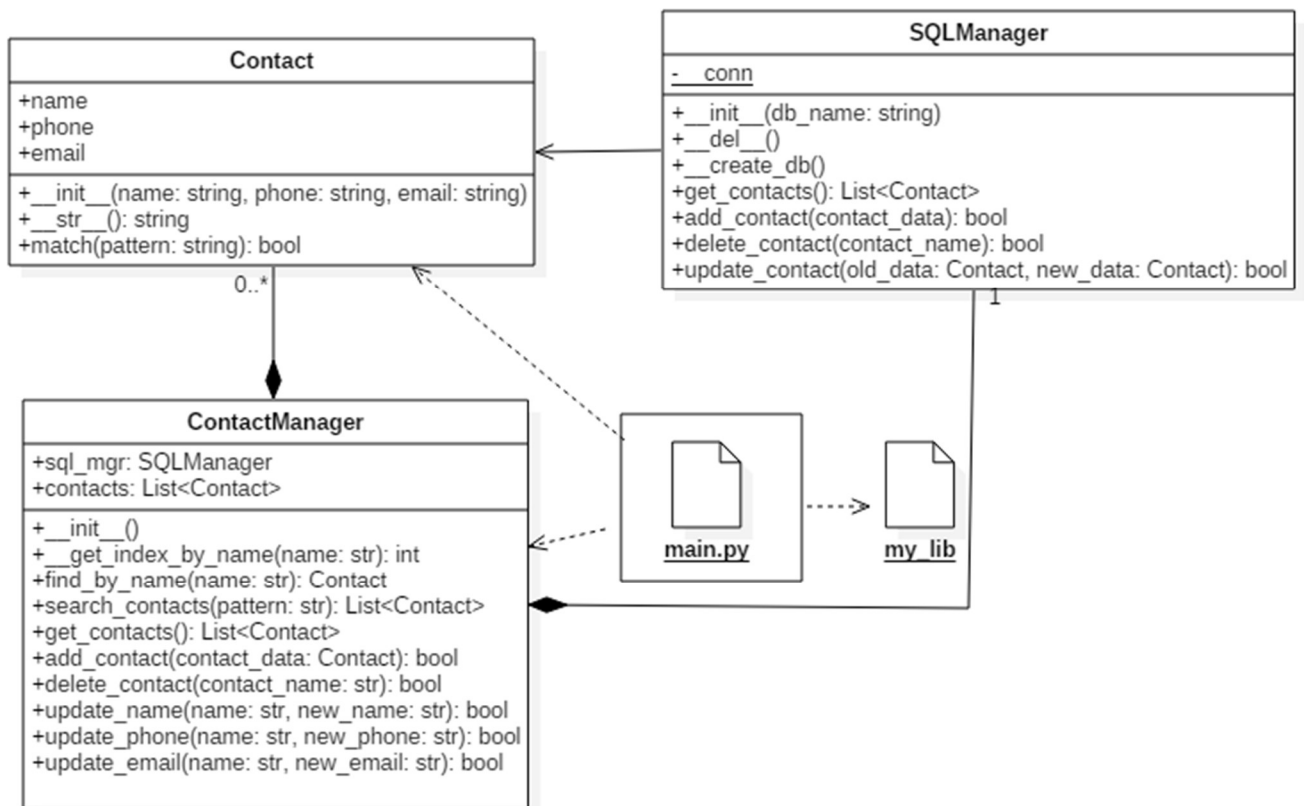 Contact
+name
+phone
+email
+__init__(name: string, phone: string, email: string)
+__str__(): string
+match(pattern: string): bool
0..*
SQLManager
-__conn
+__init__(db_name: string)
+__del__()
+__create_db()
+get_contacts(): List<Contact>
+add_contact(contact_data): bool
+delete_contact(contact_name): bool
+update_contact(old_data: Contact, new_data: Contact): bool
1
ContactManager
+sql_mgr: SQLManager
+contacts: List<Contact>
+__init__()
+__get_index_by_name(name: str): int
+find_by_name(name: str): Contact
+search_contacts(pattern: str): List<Contact>
+get_contacts(): List<Contact>
+add_contact(contact_data: Contact): bool
+delete_contact(contact_name: str): bool
+update_name(name: str, new_name: str): bool
+update_phone(name: str, new_phone: str): bool
+update_email(name: str, new_email: str): bool
main.py
my_lib